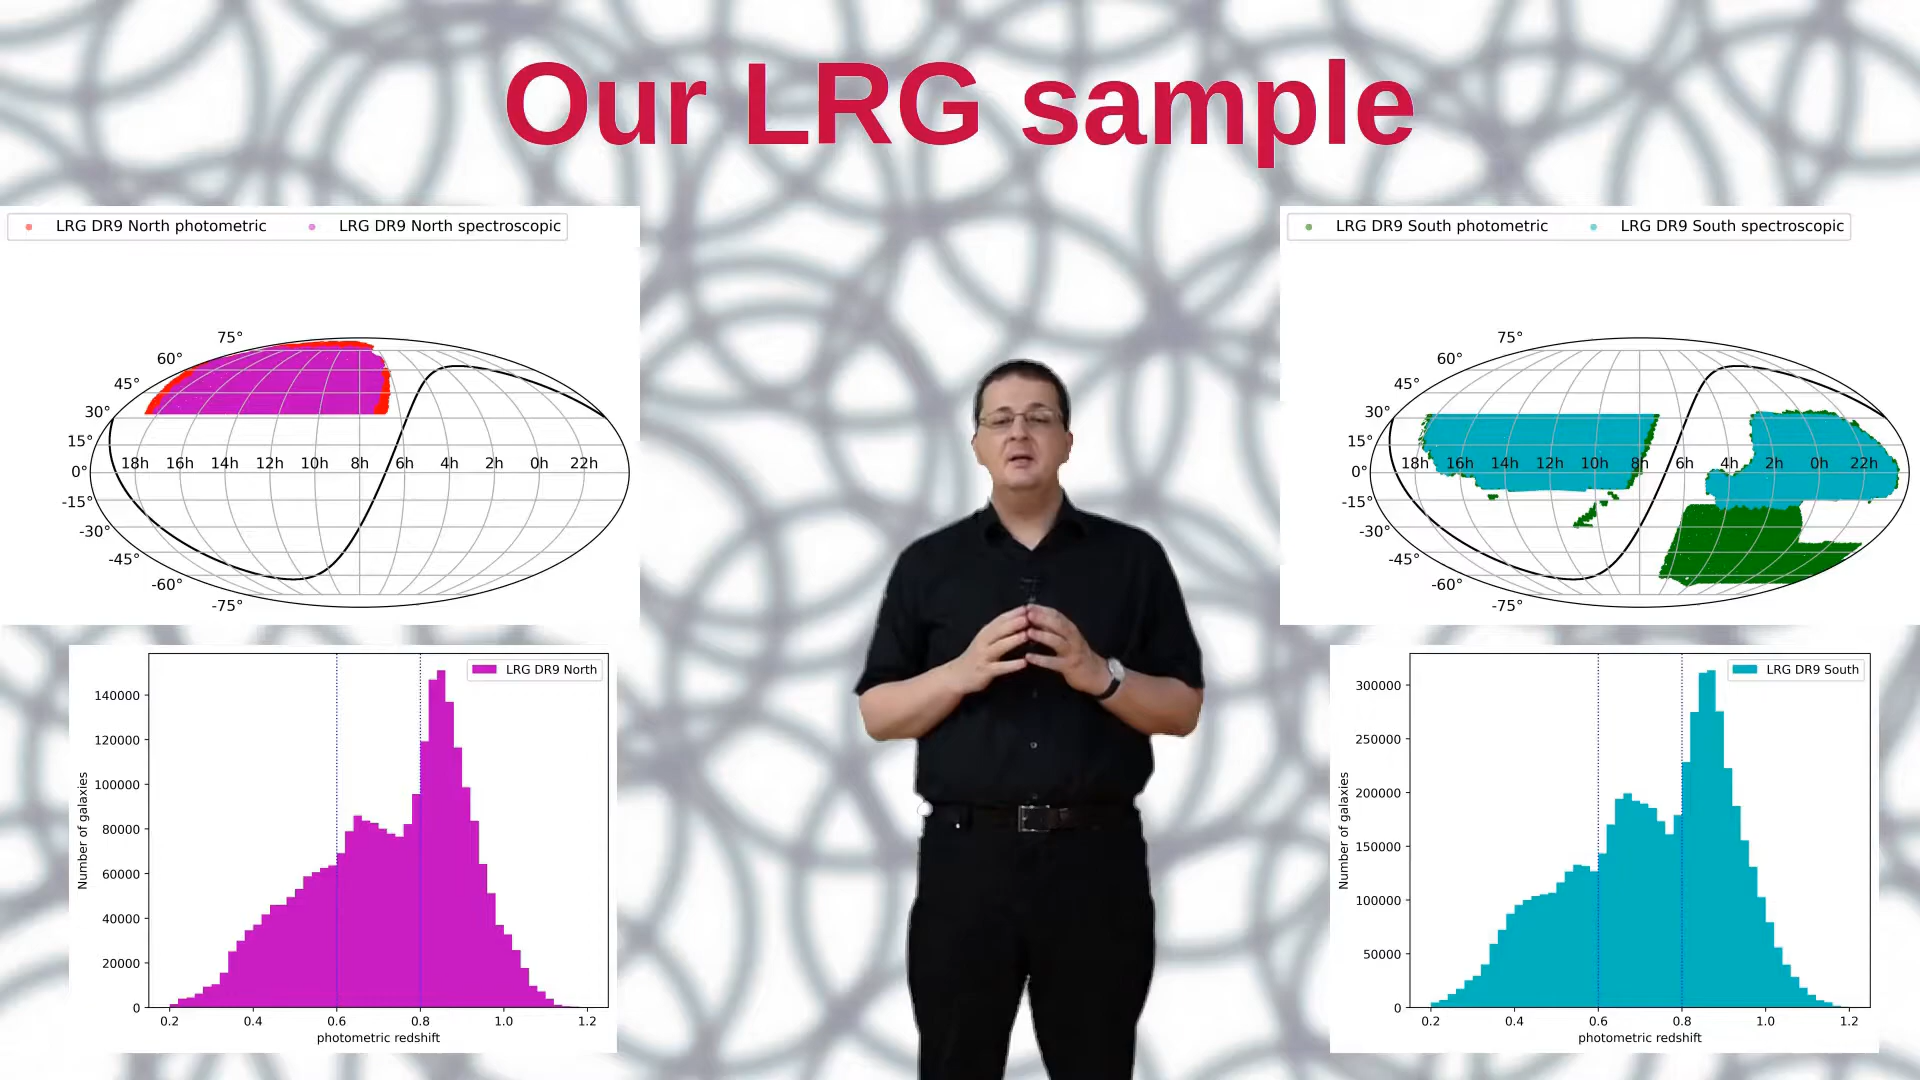 Our LRG sample
LRG DR9 North photometric
LRG DR9 North spectroscopic
75°
60°
45°
30°
15°
0°
-15°
-30°
-45°
-60°
-75°
18h 16h 14h 12h 10h 8h 6h 4h 2h 0h 22h
LRG DR9 South photometric
LRG DR9 South spectroscopic
75°
60°
45°
30°
15°
0°
-15°
-30°
-45°
-60°
-75°
18h 16h 14h 12h 10h 8h 6h 4h 2h 0h 22h
LRG DR9 North
Number of galaxies
140000
120000
100000
80000
60000
40000
20000
0
0.2 0.4 0.6 0.8 1.0 1.2
photometric redshift
LRG DR9 South
Number of galaxies
300000
250000
200000
150000
100000
50000
0
0.2 0.4 0.6 0.8 1.0 1.2
photometric redshift